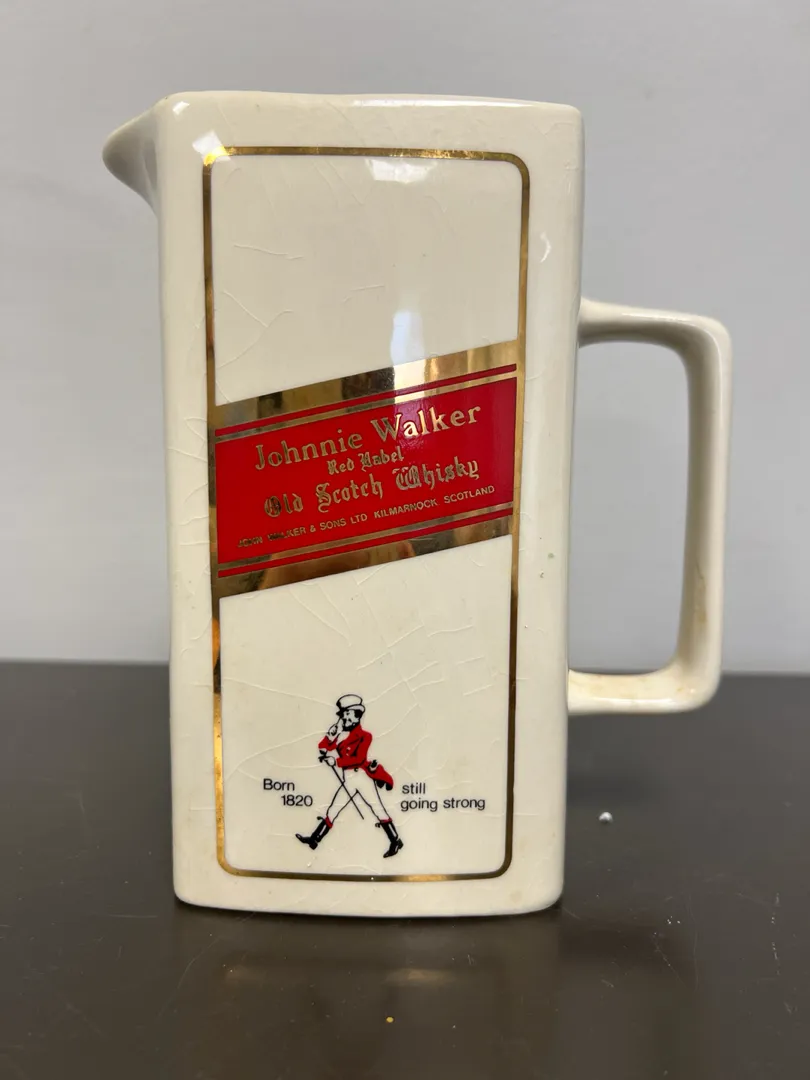 Johnnie Walker
Red Label
Old Scotch Whisky
JOHN WALKER & SONS LTD KILMARNOCK SCOTLAND
Born
1820
still
going strong